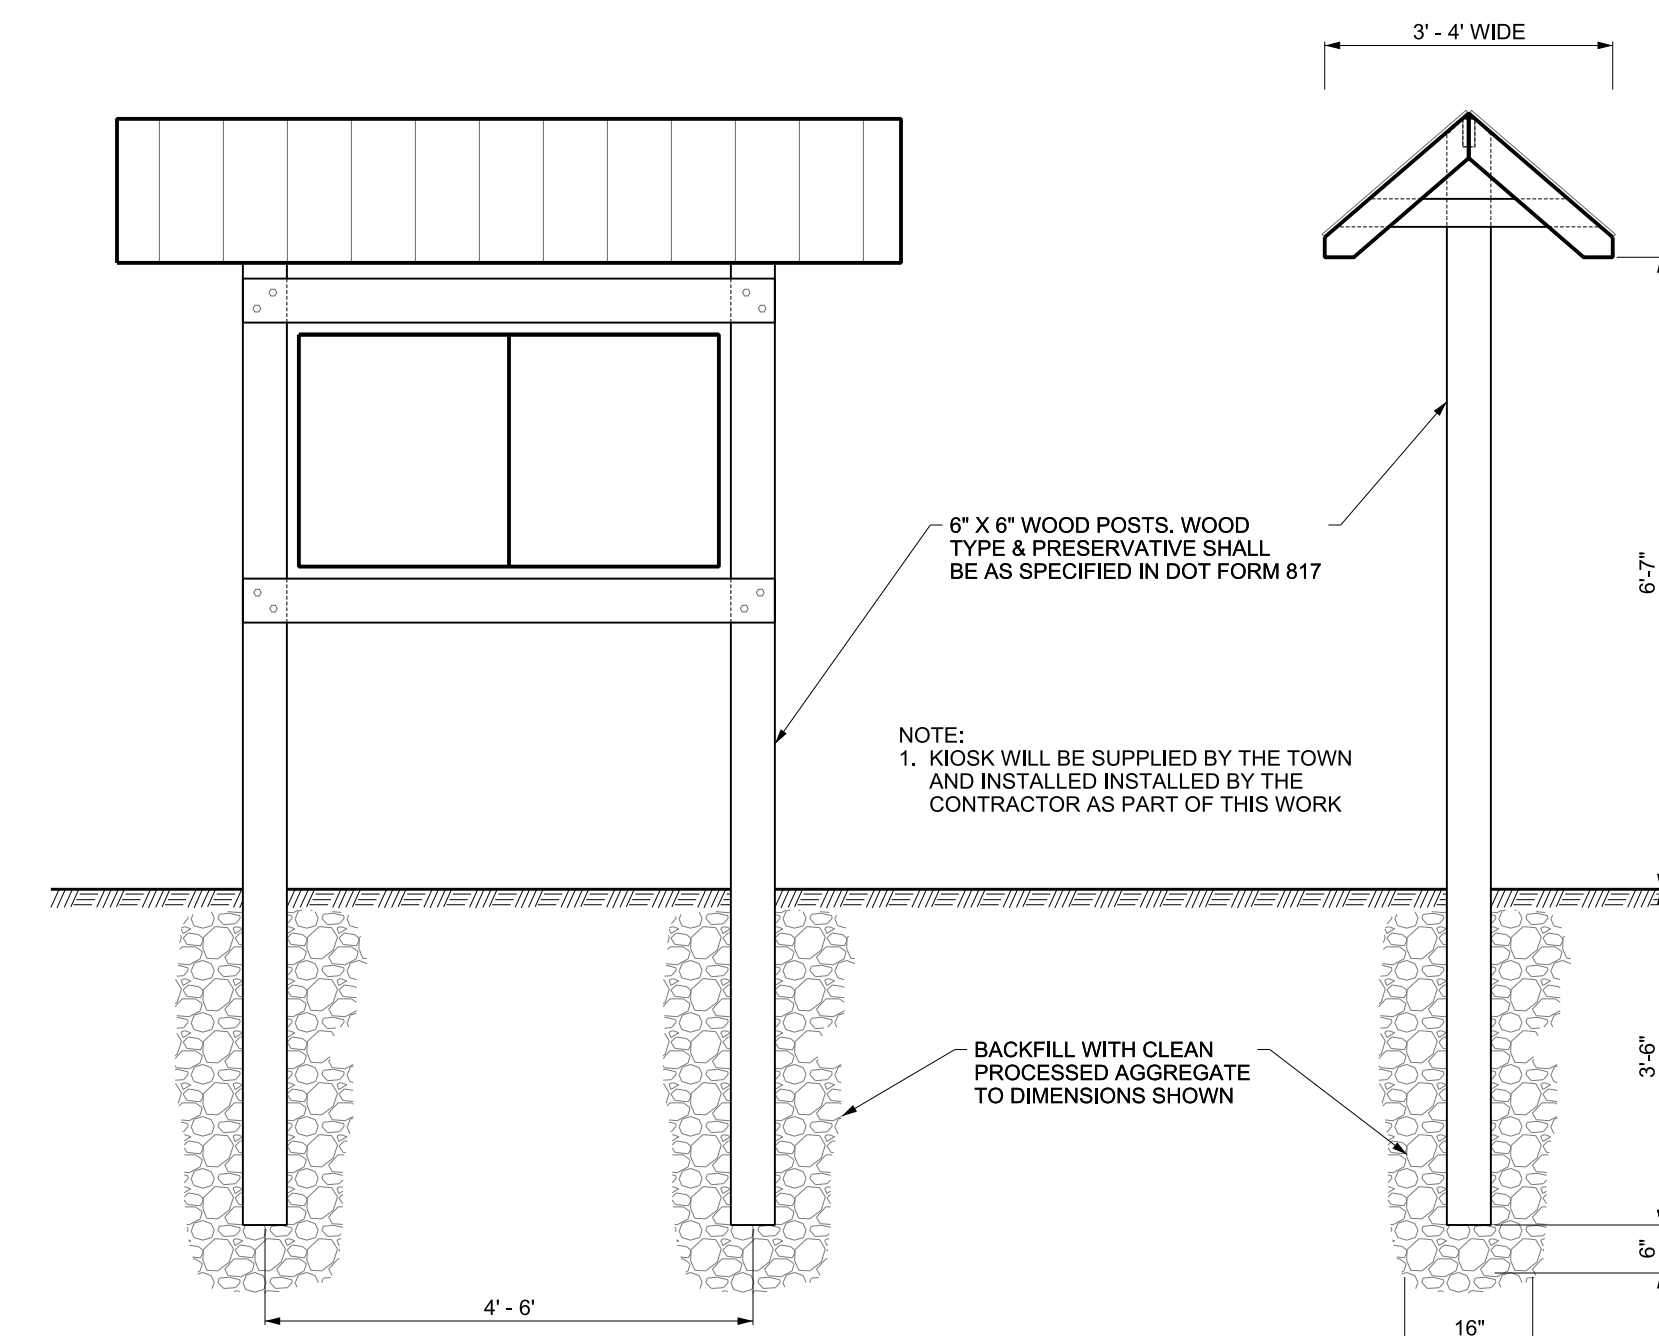 3' - 4' WIDE
6" X 6" WOOD POSTS. WOOD
TYPE & PRESERVATIVE SHALL
BE AS SPECIFIED IN DOT FORM 817
6'-7"
NOTE:
1. KIOSK WILL BE SUPPLIED BY THE TOWN
AND INSTALLED INSTALLED BY THE
CONTRACTOR AS PART OF THIS WORK
BACKFILL WITH CLEAN
PROCESSED AGGREGATE
TO DIMENSIONS SHOWN
3'-6"
6"
4' - 6'
16"